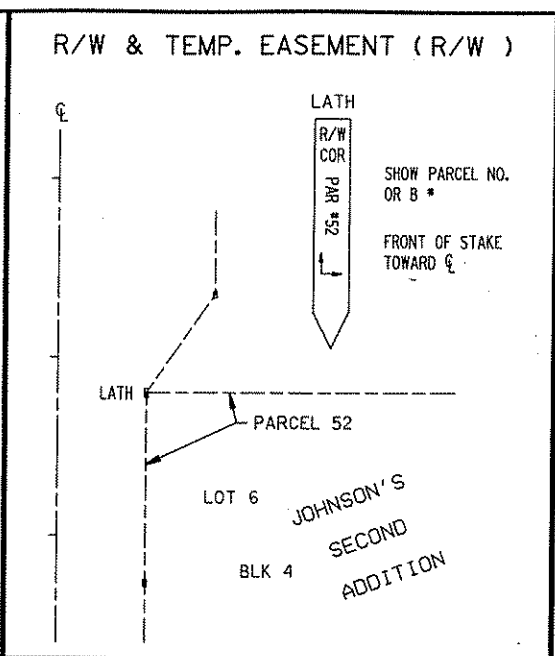 R/W & TEMP. EASEMENT (R/W )
℄
LATH
R/W
COR
PAR #52
SHOW PARCEL NO.
OR B *
FRONT OF STAKE
TOWARD ℄
LATH
PARCEL 52
LOT 6
BLK 4
JOHNSON'S
SECOND
ADDITION